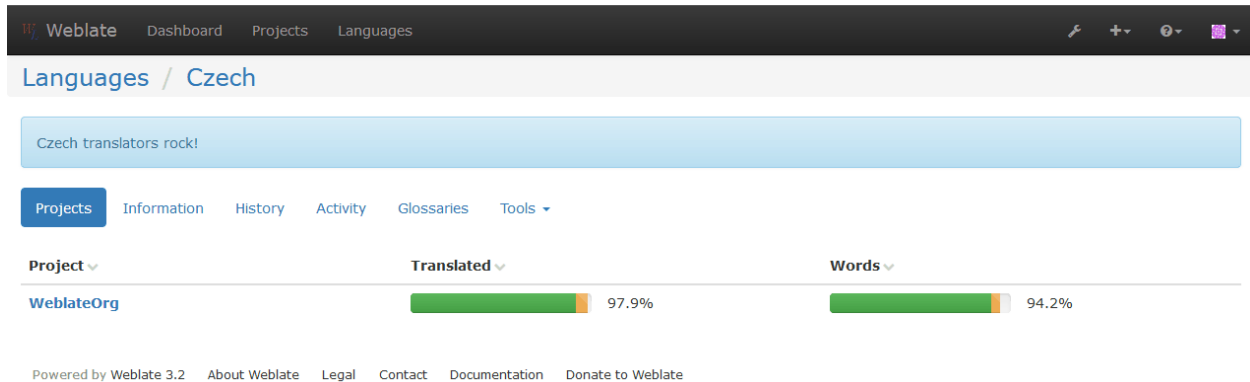 Weblate Dashboard Projects Languages
Languages / Czech
Czech translators rock!
Projects Information History Activity Glossaries Tools
Project Translated Words
WeblateOrg 97.9% 94.2%
Powered by Weblate 3.2 About Weblate Legal Contact Documentation Donate to Weblate